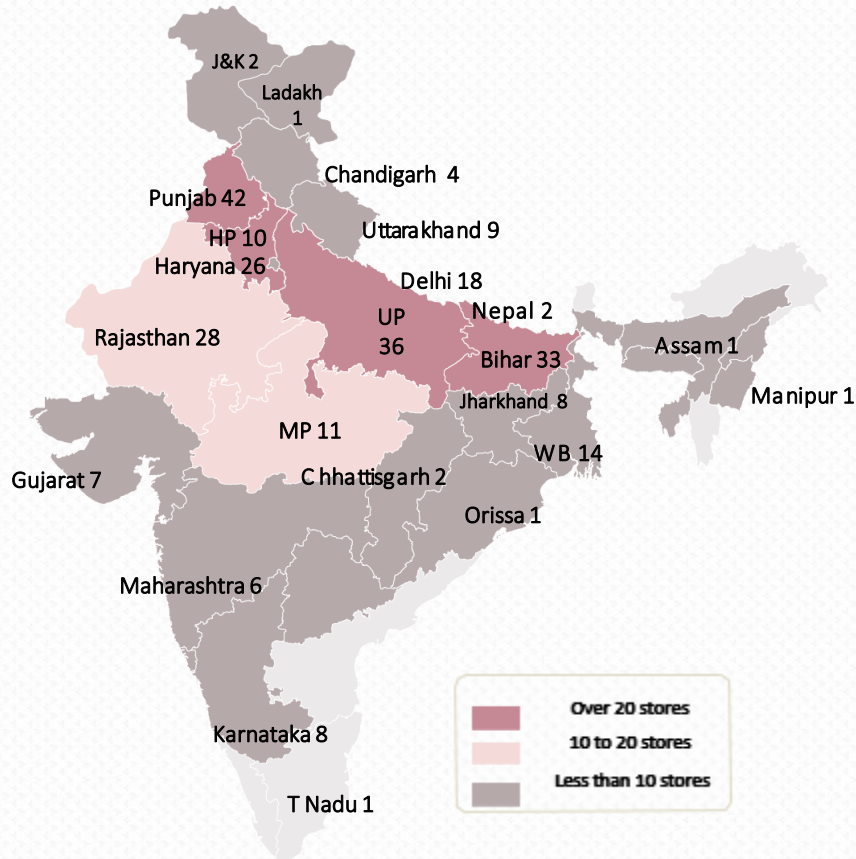 J&K 2
Ladakh
1
Chandigarh 4
Punjab 42
Uttarakhand 9
HP 10
Haryana 26
Delhi 18
Nepal 2
UP
36
Rajasthan 28
Bihar 33
Assam 1
Manipur 1
Jharkhand 8
MP 11
WB 14
Chhattisgarh 2
Gujarat 7
Orissa 1
Maharashtra 6
Karnataka 8
T Nadu 1
Over 20 stores
10 to 20 stores
Less than 10 stores